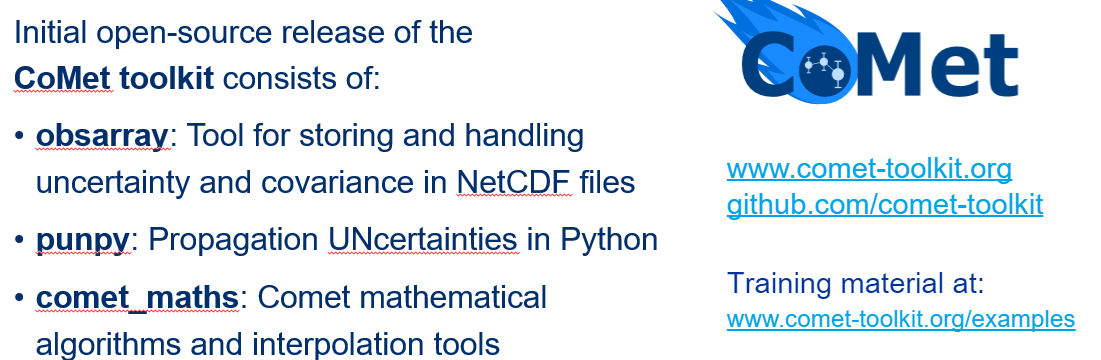 Initial open-source release of the
CoMet toolkit consists of:
• obsarray: Tool for storing and handling
uncertainty and covariance in NetCDF files
• punpy: Propagation UNcertainties in Python
• comet_maths: Comet mathematical
algorithms and interpolation tools
CoMet
www.comet-toolkit.org
github.com/comet-toolkit
Training material at:
www.comet-toolkit.org/examples